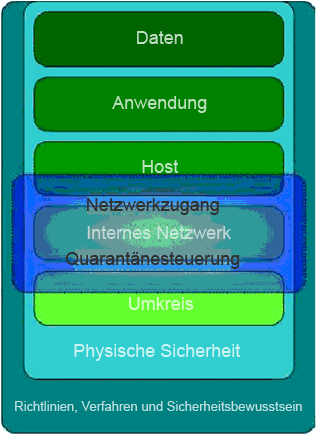 Daten
Anwendung
Host
Netzwerkzugang
Internes Netzwerk
Quarantänesteuerung
Umkreis
Physische Sicherheit
Richtlinien, Verfahren und Sicherheitsbewusstsein